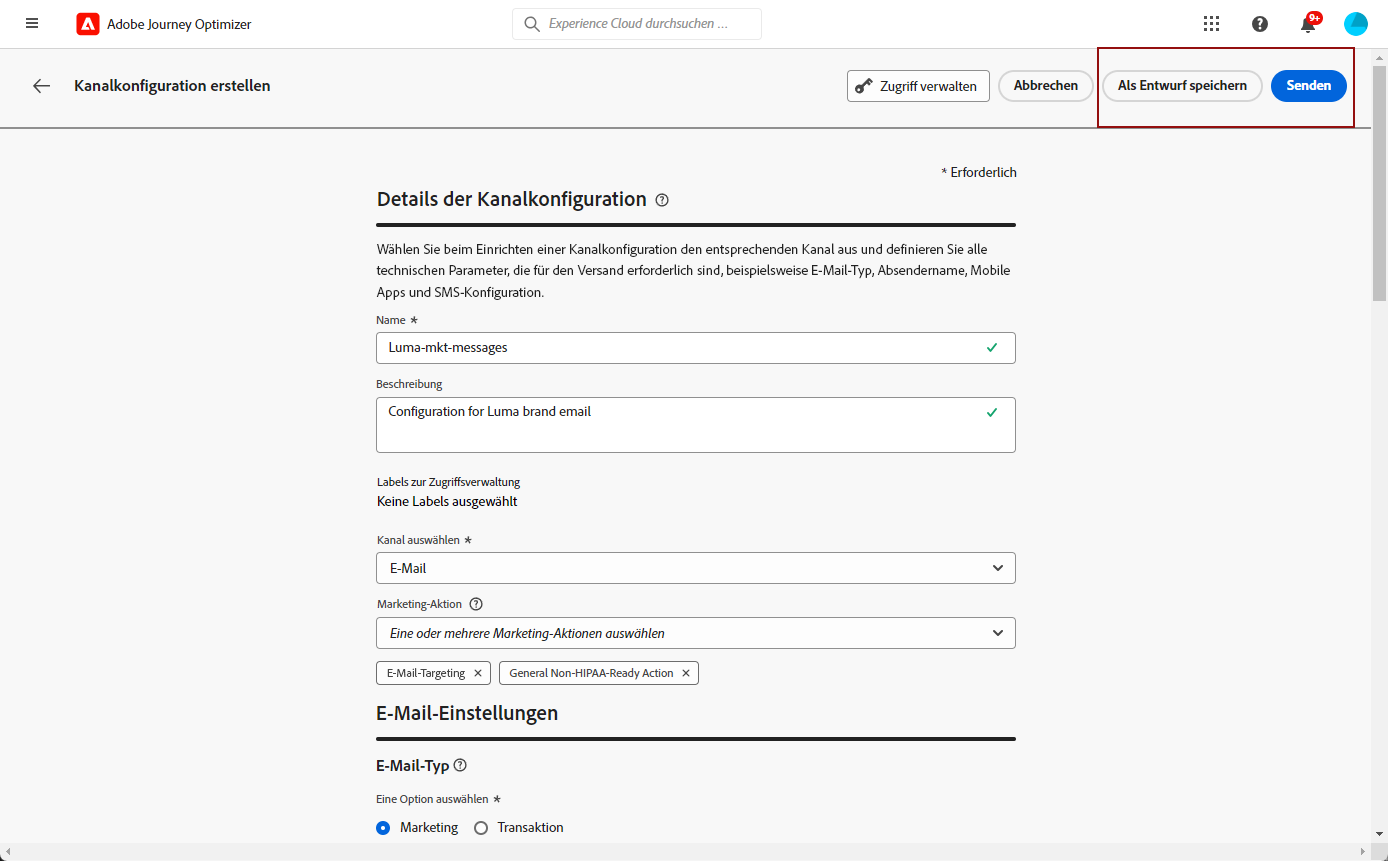 Adobe Journey Optimizer
Experience Cloud durchsuchen ...
9+
Kanalkonfiguration erstellen
Zugriff verwalten
Abbrechen
Als Entwurf speichern
Senden
* Erforderlich
Details der Kanalkonfiguration
Wählen Sie beim Einrichten einer Kanalkonfiguration den entsprechenden Kanal aus und definieren Sie alle
technischen Parameter, die für den Versand erforderlich sind, beispielsweise E-Mail-Typ, Absendername, Mobile
Apps und SMS-Konfiguration.
Name *
Luma-mkt-messages
Beschreibung
Configuration for Luma brand email
Labels zur Zugriffsverwaltung
Keine Labels ausgewählt
Kanal auswählen *
E-Mail
Marketing-Aktion
Eine oder mehrere Marketing-Aktionen auswählen
E-Mail-Targeting
General Non-HIPAA-Ready Action
E-Mail-Einstellungen
E-Mail-Typ
Eine Option auswählen *
Marketing
Transaktion